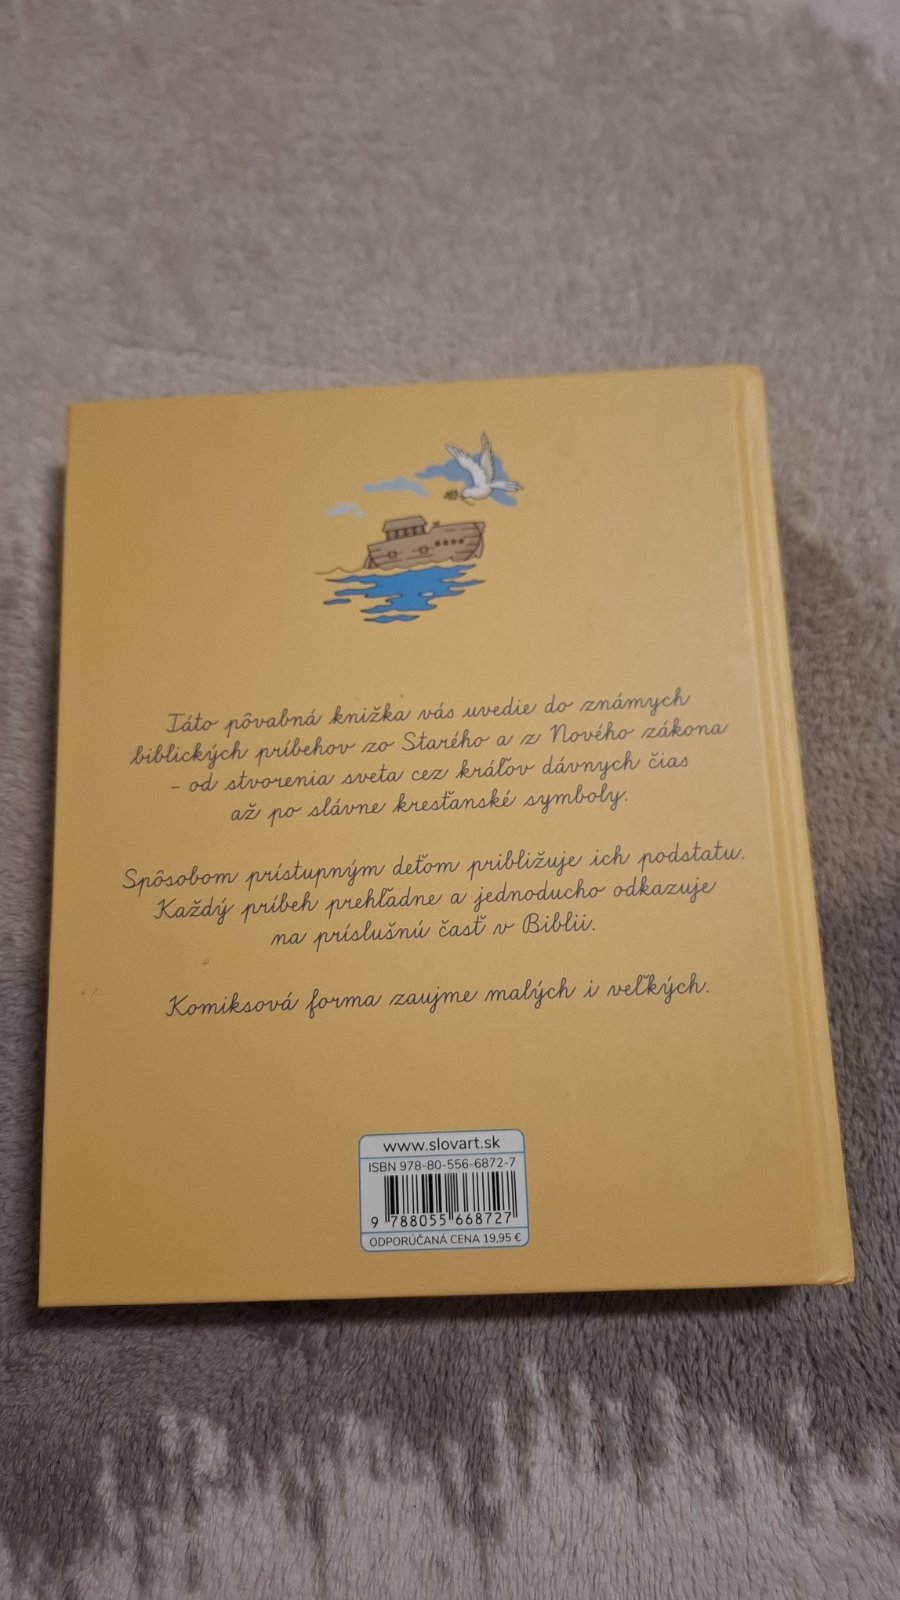 Táto pôvabná knižka vás uvedie do známych
biblických príbehov zo Starého a z Nového zákona
– od stvorenia sveta cez kráľov dávnych čias
až po slávne kresťanské symboly.
Spôsobom prístupným deťom približuje ich podstatu.
Každý príbeh prehľadne a jednoducho odkazuje
na príslušnú časť v Biblii.
Komiksová forma zaujme malých i veľkých.
www.slovart.sk
ISBN 978-80-556-6872-7
9 788055 668727
ODPORÚČANÁ CENA 19,95 €